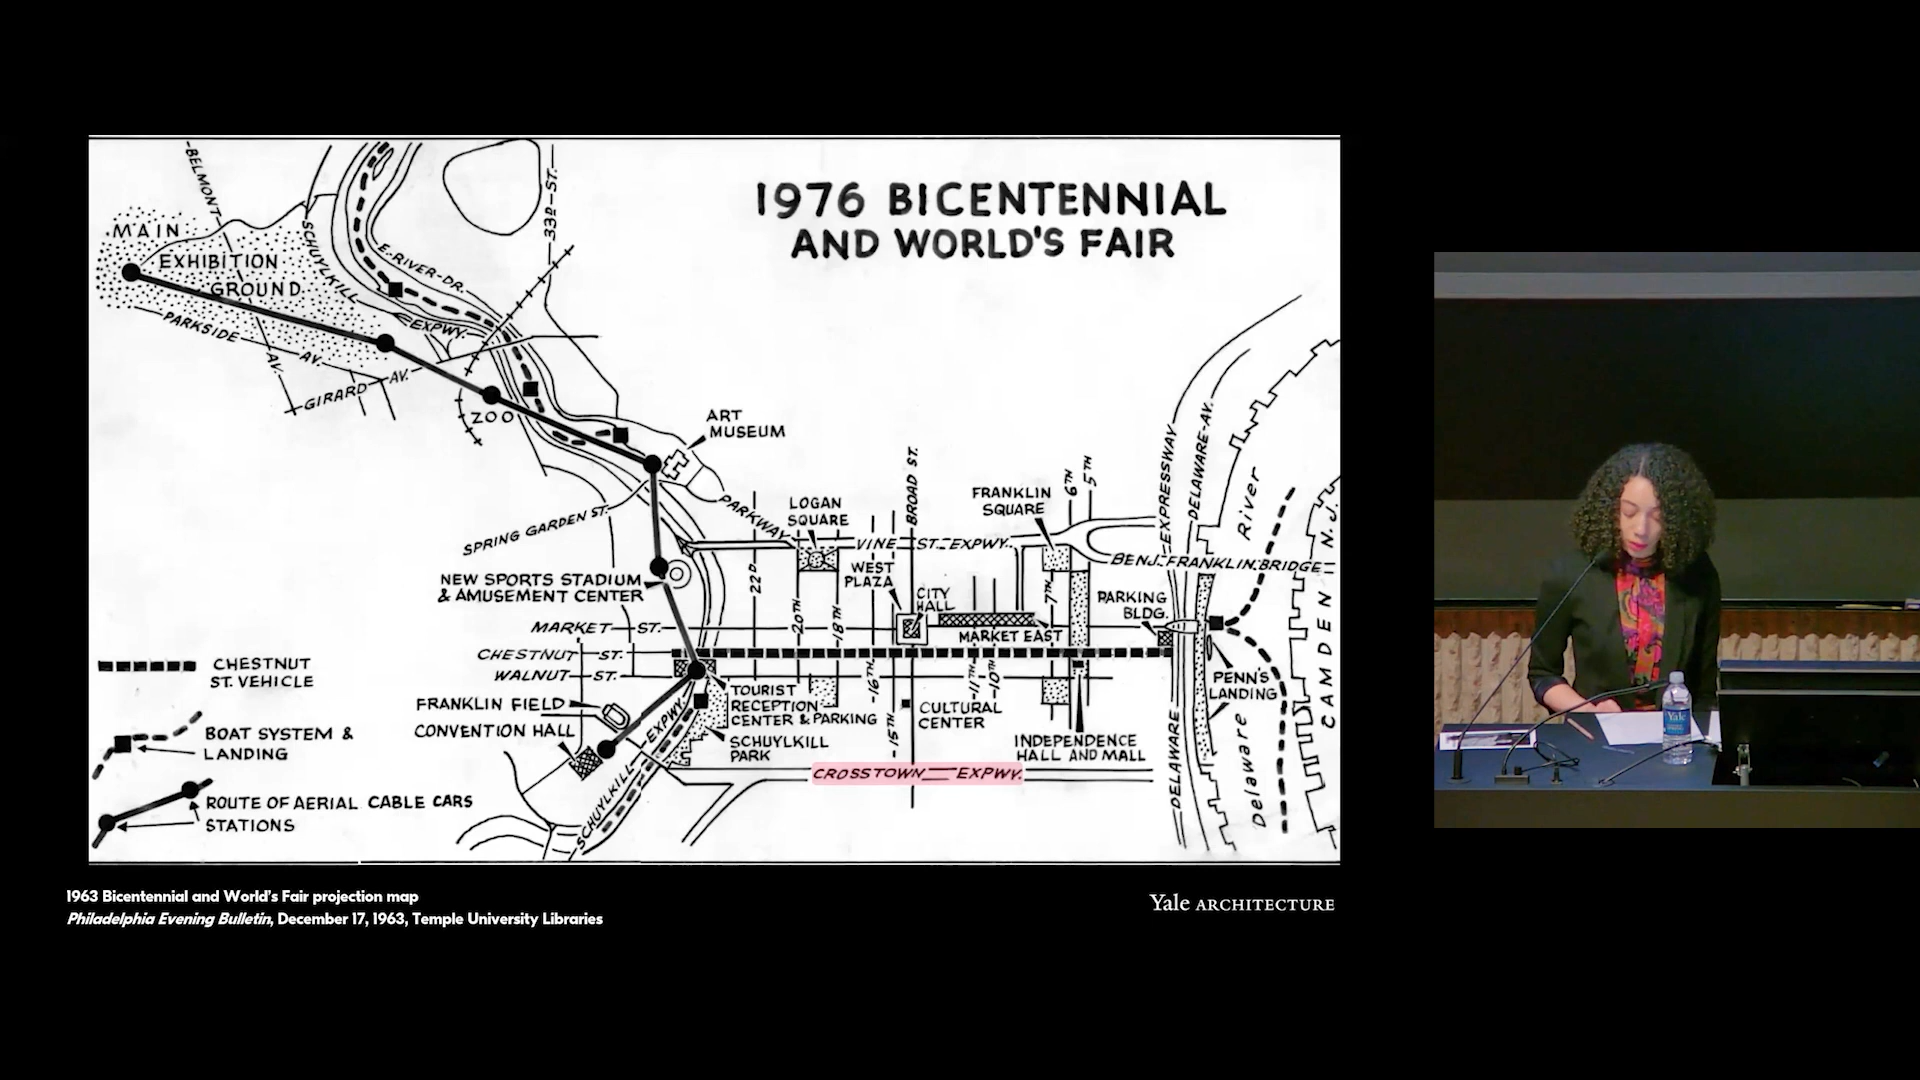 1976 BICENTENNIAL
AND WORLD'S FAIR
BELMONT
AV.
MAIN
EXHIBITION
GROUND
SCHUYLKILL
EXPWY.
E. RIVER DR.
33RD ST.
PARKSIDE AV.
GIRARD AV.
ZOO
ART
MUSEUM
PARKWAY
SPRING GARDEN ST.
LOGAN
SQUARE
BROAD ST.
FRANKLIN
SQUARE
6TH
5TH
EXPRESSWAY
DELAWARE AV.
River
CAMDEN N.J.
VINE ST. EXPWY.
BENJ. FRANKLIN BRIDGE
WEST
PLAZA
CITY
HALL
22D
20TH
18TH
7TH
NEW SPORTS STADIUM
& AMUSEMENT CENTER
PARKING
BLDG.
MARKET ST.
MARKET EAST
CHESTNUT ST.
WALNUT ST.
16TH
15TH
11TH
10TH
CHESTNUT
ST. VEHICLE
FRANKLIN FIELD
CONVENTION HALL
TOURIST
RECEPTION
CENTER & PARKING
CULTURAL
CENTER
PENN'S
LANDING
SCHUYLKILL
PARK
INDEPENDENCE
HALL AND MALL
BOAT SYSTEM &
LANDING
SCHUYLKILL EXPWY.
CROSSTOWN EXPWY.
DELAWARE
Delaware
ROUTE OF AERIAL CABLE CARS
STATIONS
1963 Bicentennial and World's Fair projection map
Philadelphia Evening Bulletin, December 17, 1963, Temple University Libraries
Yale ARCHITECTURE
Yale